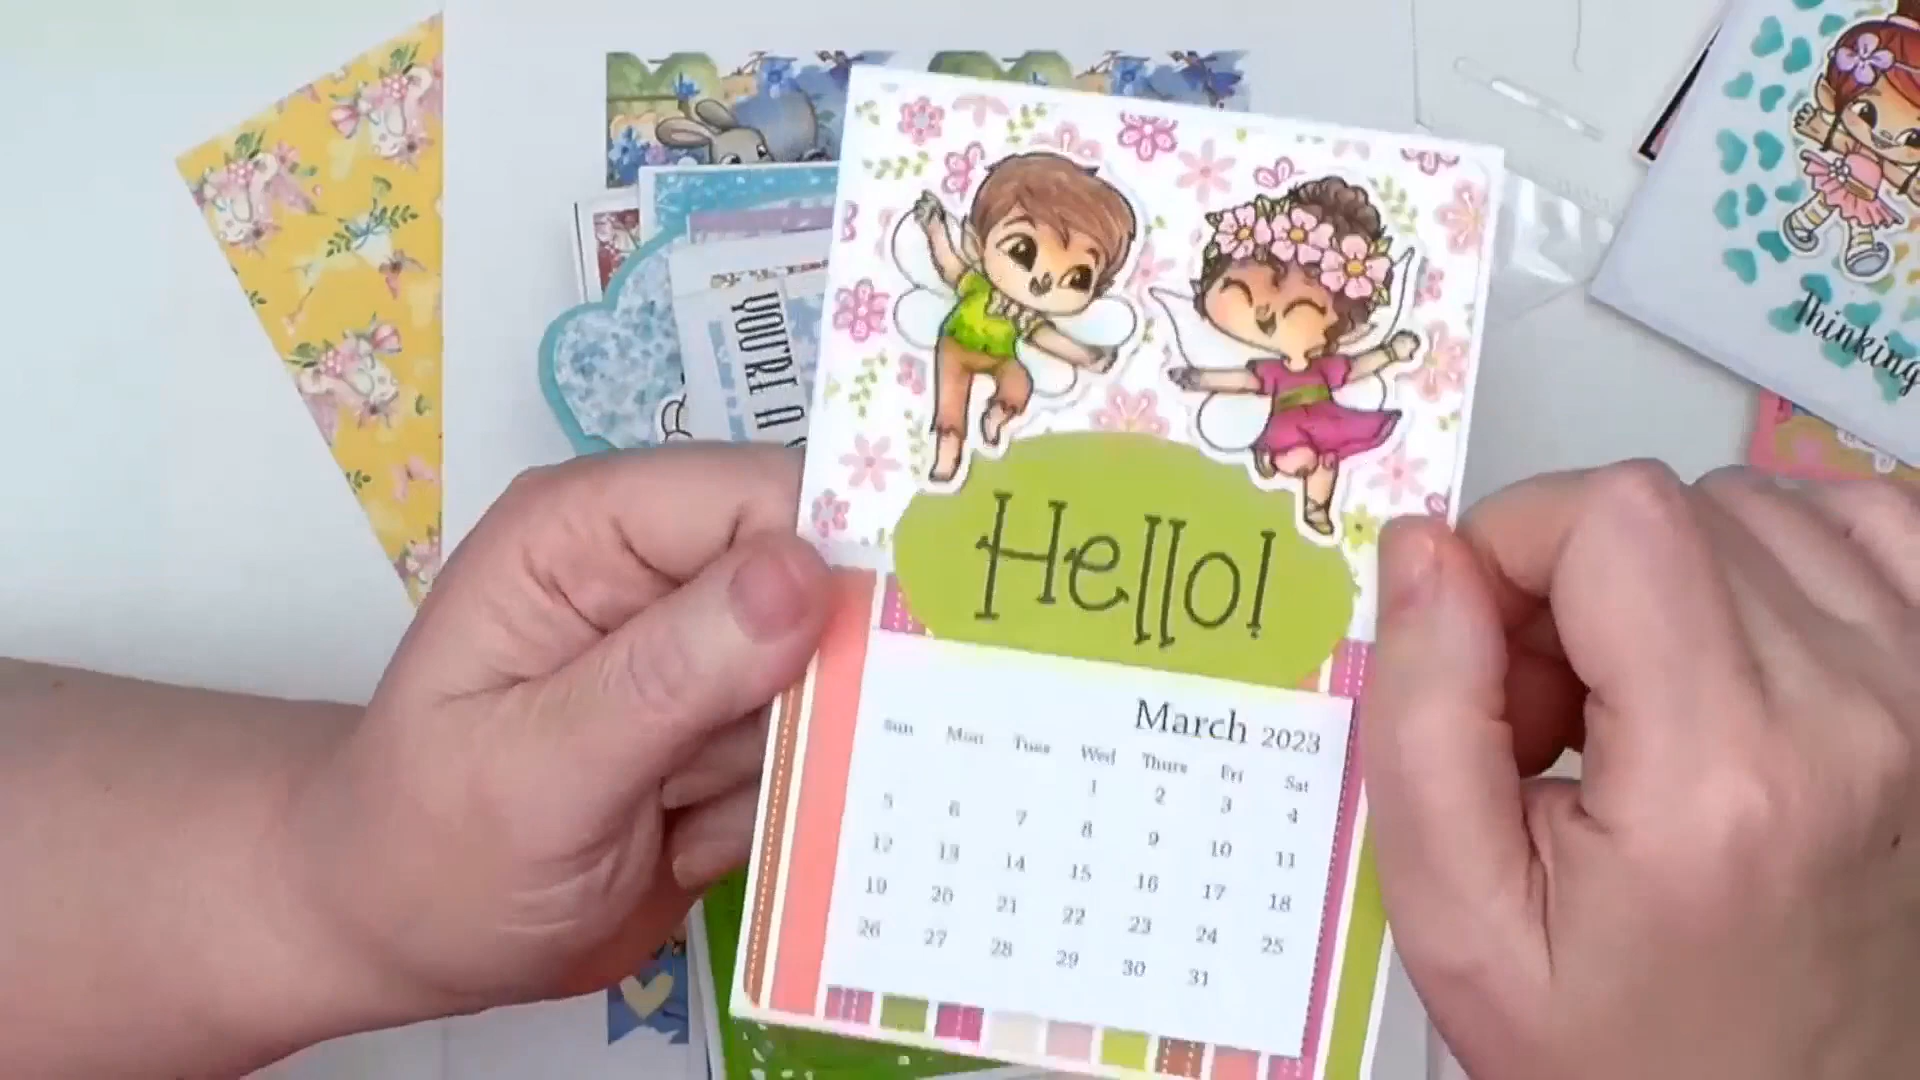 YOU'RE A
Thinking
Hello!
March 2023
Sun Mon Tues Wed Thurs Fri Sat
1 2 3 4
5 6 7 8 9 10 11
12 13 14 15 16 17 18
19 20 21 22 23 24 25
26 27 28 29 30 31